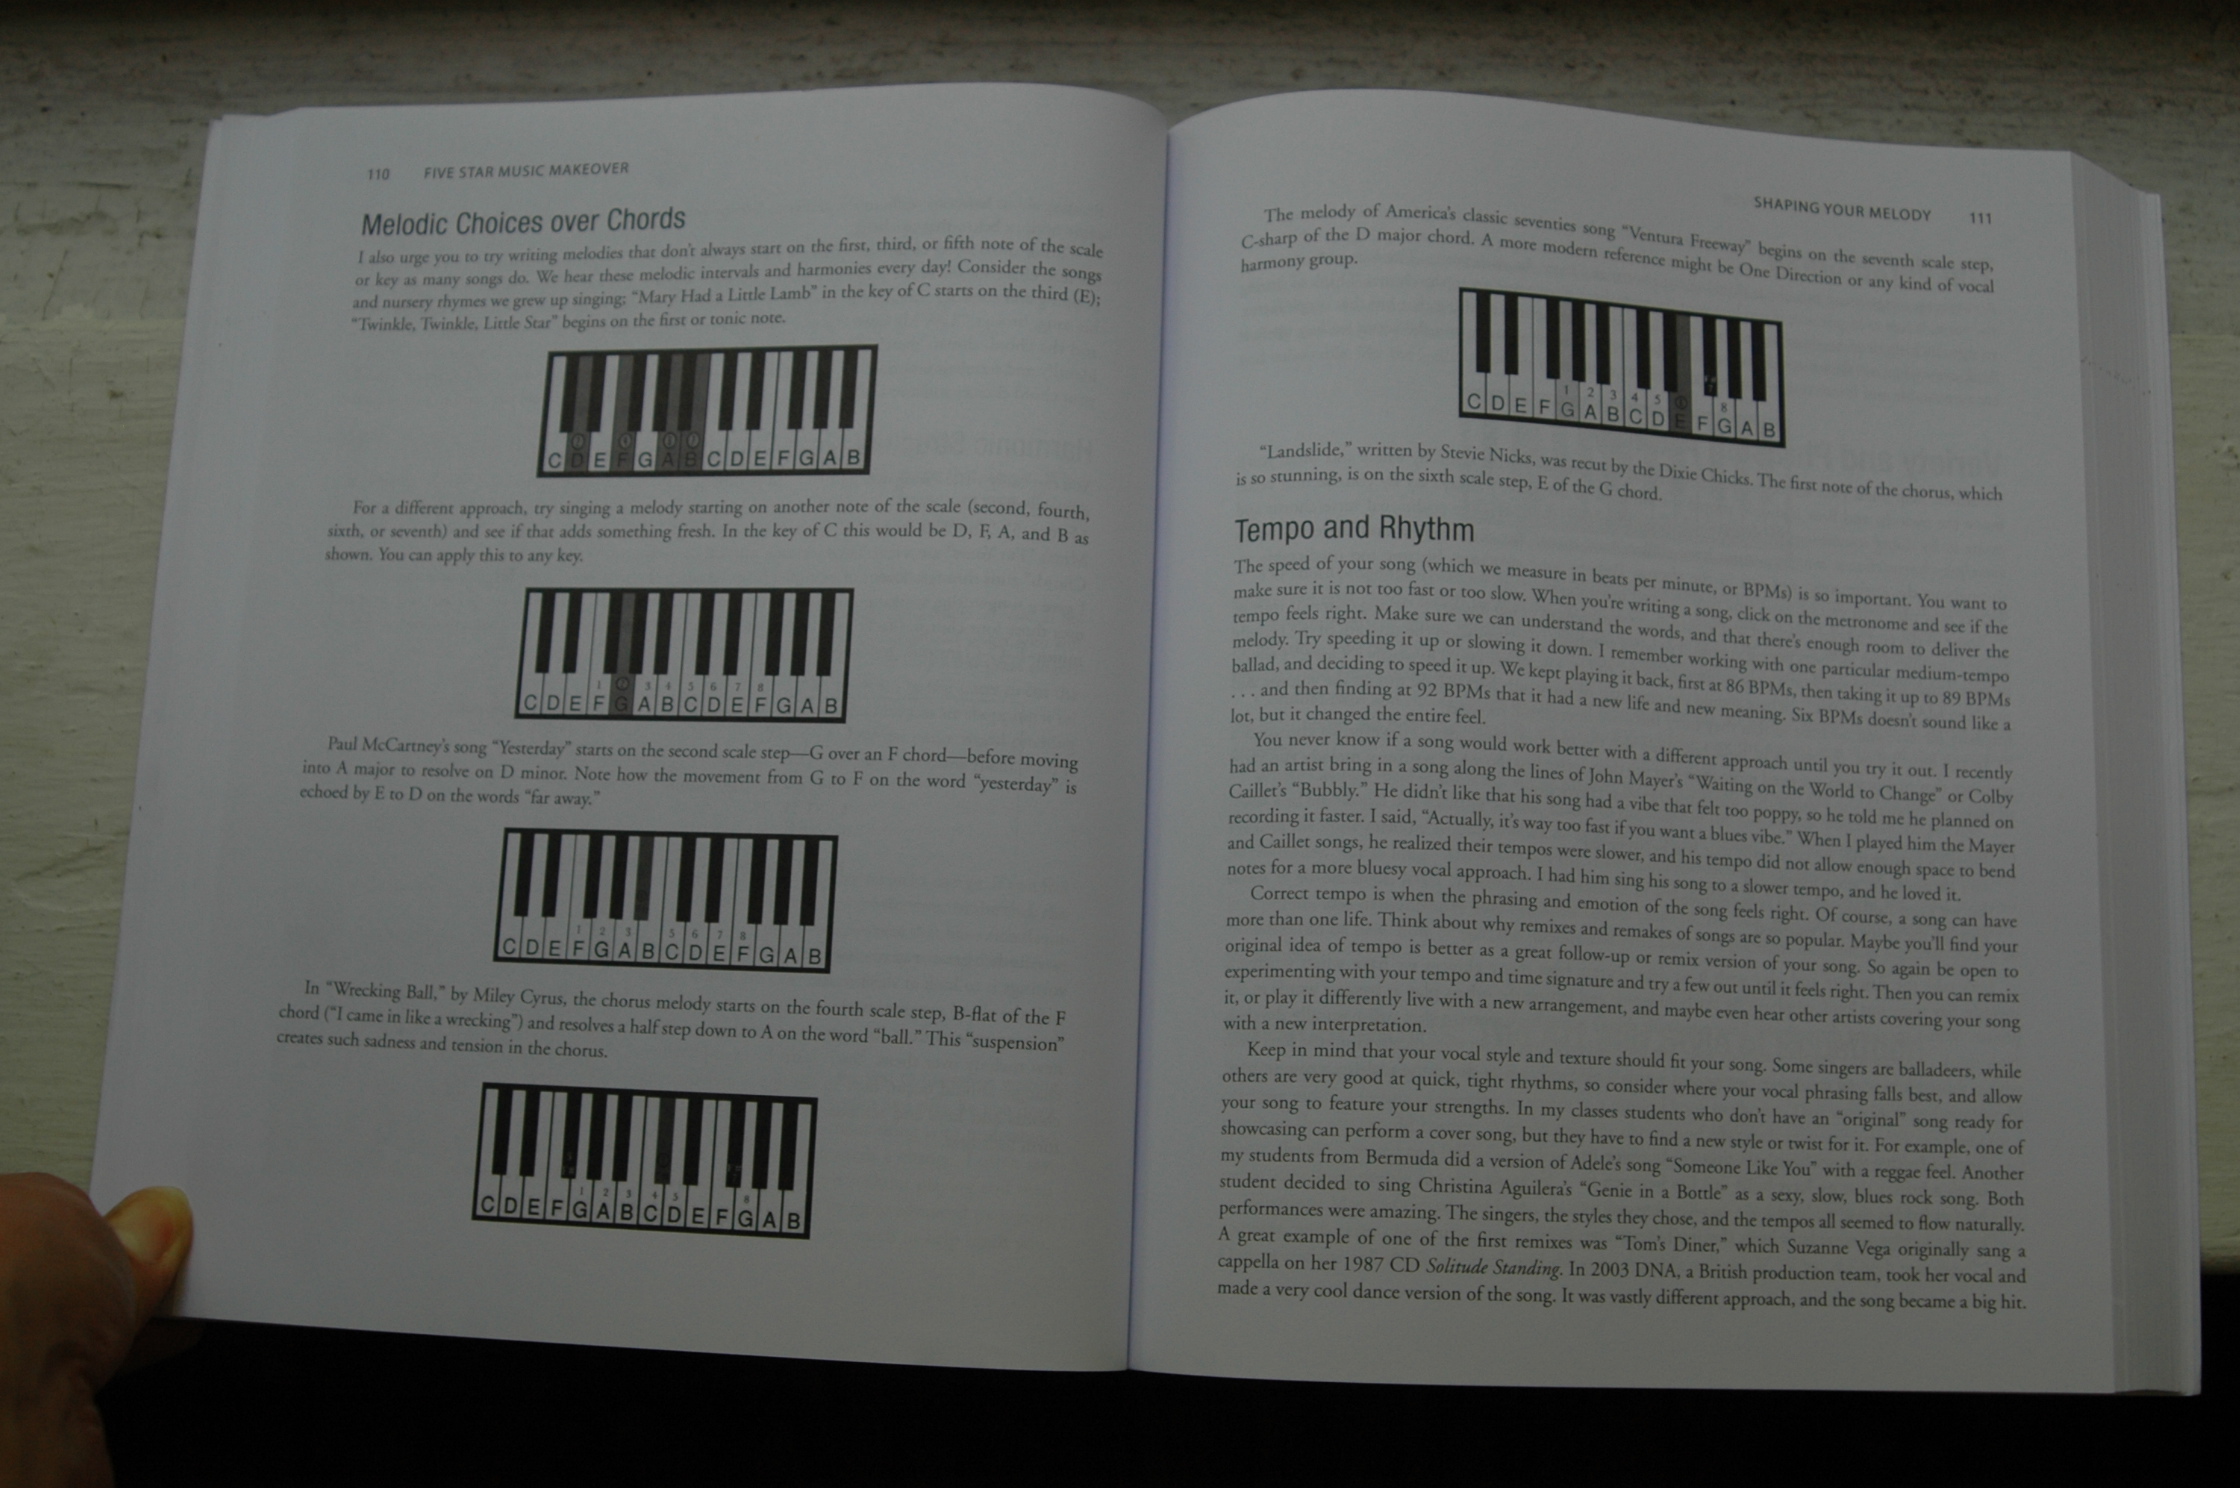 110 FIVE STAR MUSIC MAKEOVER
Melodic Choices over Chords
I also urge you to try writing melodies that don't always start on the first, third, or fifth note of the scale
or key as many songs do. We hear these melodic intervals and harmonies every day! Consider the songs
and nursery rhymes we grew up singing: "Mary Had a Little Lamb" in the key of C starts on the third (E);
"Twinkle, Twinkle, Little Star" begins on the first or tonic note.
C D E F G A B C D E F G A B
For a different approach, try singing a melody starting on another note of the scale (second, fourth,
sixth, or seventh) and see if that adds something fresh. In the key of C this would be D, F, A, and B as
shown. You can apply this to any key.
1 2 3 4 5 6 7 8
C D E F G A B C D E F G A B
Paul McCartney's song "Yesterday" starts on the second scale step—G over an F chord—before moving
into A major to resolve on D minor. Note how the movement from G to F on the word "yesterday" is
echoed by E to D on the words "far away."
1 2 3 5 6 7 8
C D E F G A B C D E F G A B
In "Wrecking Ball," by Miley Cyrus, the chorus melody starts on the fourth scale step, B-flat of the F
chord ("I came in like a wrecking") and resolves a half step down to A on the word "ball." This "suspension"
creates such sadness and tension in the chorus.
1 2 3 4 5 8
C D E F G A B C D E F G A B
SHAPING YOUR MELODY 111
The melody of America's classic seventies song "Ventura Freeway" begins on the seventh scale step,
C-sharp of the D major chord. A more modern reference might be One Direction or any kind of vocal
harmony group.
1 2 3 4 5 8
C D E F G A B C D E F G A B
"Landslide," written by Stevie Nicks, was recut by the Dixie Chicks. The first note of the chorus, which
is so stunning, is on the sixth scale step, E of the G chord.
Tempo and Rhythm
The speed of your song (which we measure in beats per minute, or BPMs) is so important. You want to
make sure it is not too fast or too slow. When you're writing a song, click on the metronome and see if the
tempo feels right. Make sure we can understand the words, and that there's enough room to deliver the
melody. Try speeding it up or slowing it down. I remember working with one particular medium-tempo
ballad, and deciding to speed it up. We kept playing it back, first at 86 BPMs, then taking it up to 89 BPMs
. . . and then finding at 92 BPMs that it had a new life and new meaning. Six BPMs doesn't sound like a
lot, but it changed the entire feel.
You never know if a song would work better with a different approach until you try it out. I recently
had an artist bring in a song along the lines of John Mayer's "Waiting on the World to Change" or Colby
Caillet's "Bubbly." He didn't like that his song had a vibe that felt too poppy, so he told me he planned on
recording it faster. I said, "Actually, it's way too fast if you want a blues vibe." When I played him the Mayer
and Caillet songs, he realized their tempos were slower, and his tempo did not allow enough space to bend
notes for a more bluesy vocal approach. I had him sing his song to a slower tempo, and he loved it.
Correct tempo is when the phrasing and emotion of the song feels right. Of course, a song can have
more than one life. Think about why remixes and remakes of songs are so popular. Maybe you'll find your
original idea of tempo is better as a great follow-up or remix version of your song. So again be open to
experimenting with your tempo and time signature and try a few out until it feels right. Then you can remix
it, or play it differently live with a new arrangement, and maybe even hear other artists covering your song
with a new interpretation.
Keep in mind that your vocal style and texture should fit your song. Some singers are balladeers, while
others are very good at quick, tight rhythms, so consider where your vocal phrasing falls best, and allow
your song to feature your strengths. In my classes students who don't have an "original" song ready for
showcasing can perform a cover song, but they have to find a new style or twist for it. For example, one of
my students from Bermuda did a version of Adele's song "Someone Like You" with a reggae feel. Another
student decided to sing Christina Aguilera's "Genie in a Bottle" as a sexy, slow, blues rock song. Both
performances were amazing. The singers, the styles they chose, and the tempos all seemed to flow naturally.
A great example of one of the first remixes was "Tom's Diner," which Suzanne Vega originally sang a
cappella on her 1987 CD Solitude Standing. In 2003 DNA, a British production team, took her vocal and
made a very cool dance version of the song. It was vastly different approach, and the song became a big hit.